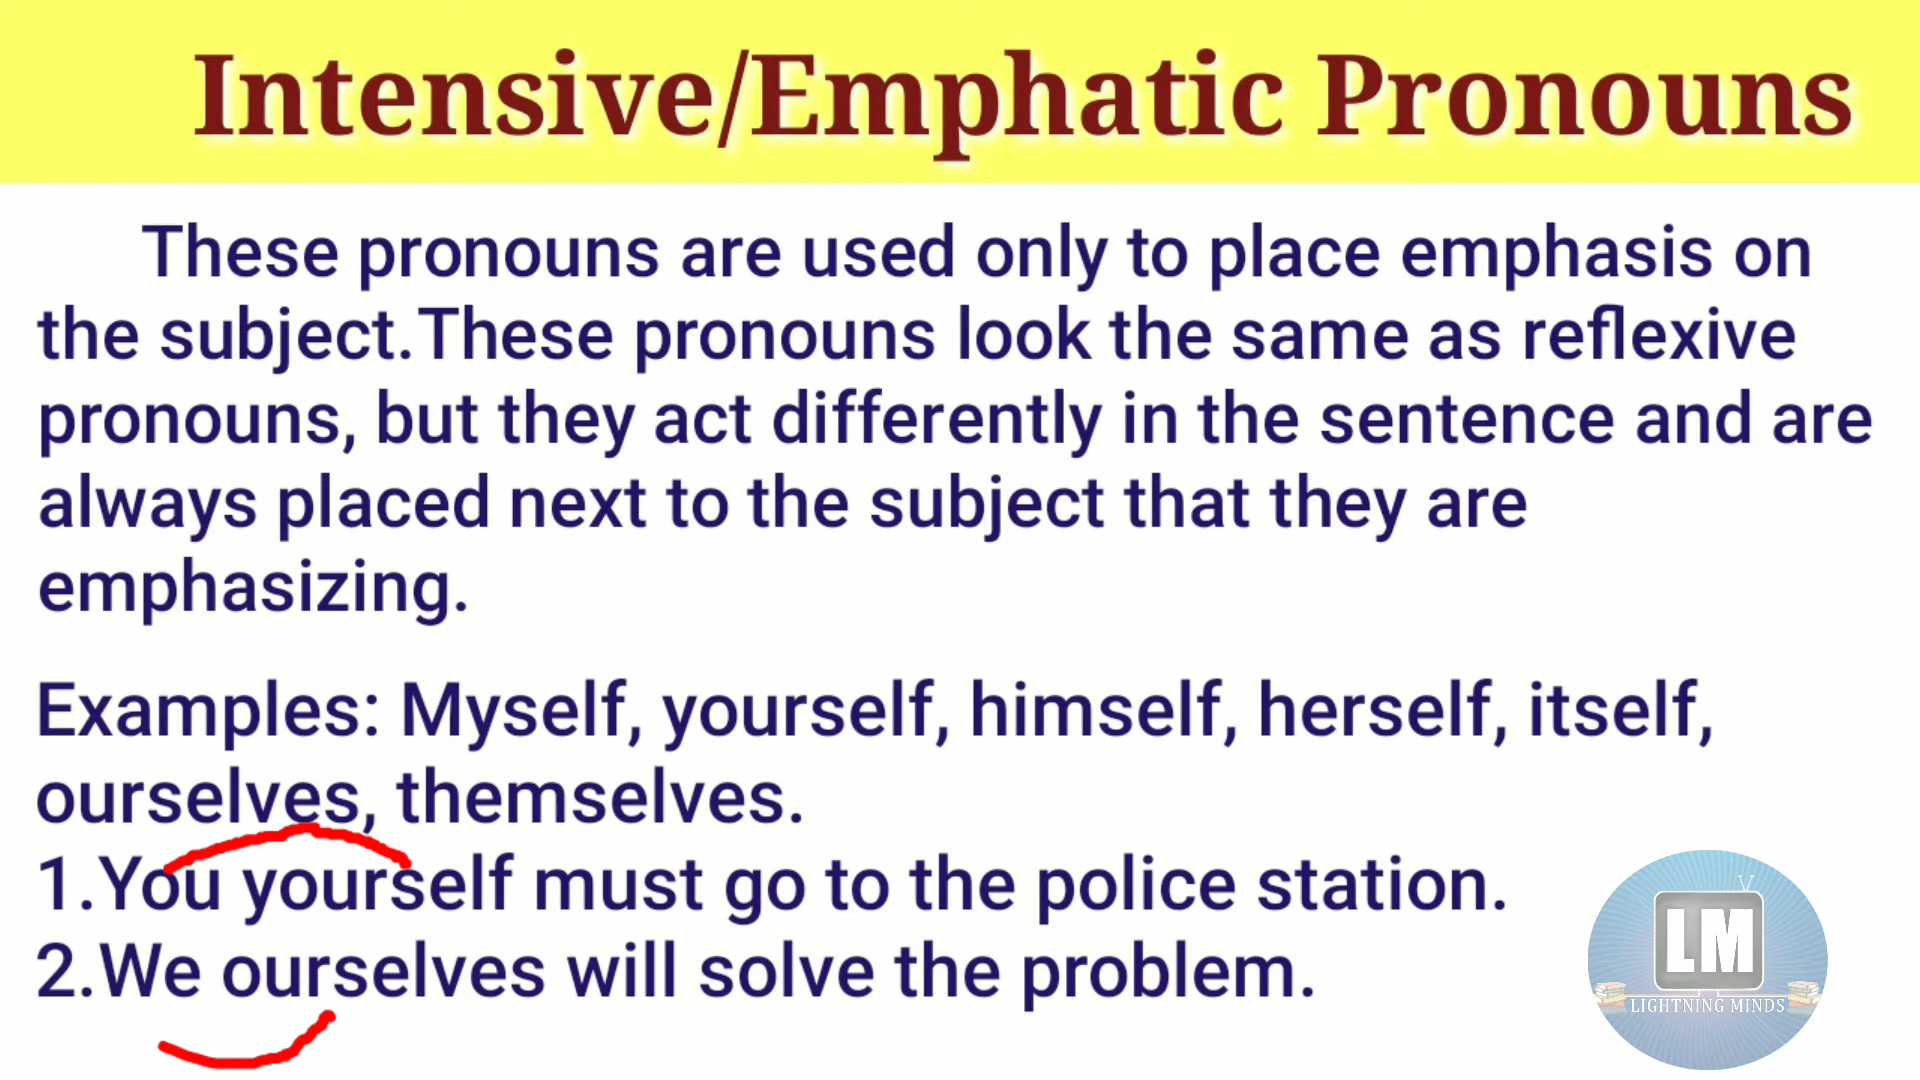 Intensive/Emphatic Pronouns
These pronouns are used only to place emphasis on
the subject.These pronouns look the same as reflexive
pronouns, but they act differently in the sentence and are
always placed next to the subject that they are
emphasizing.
Examples: Myself, yourself, himself, herself, itself,
ourselves, themselves.
1.You yourself must go to the police station.
2.We ourselves will solve the problem.
V
LM
LIGHTNING MINDS